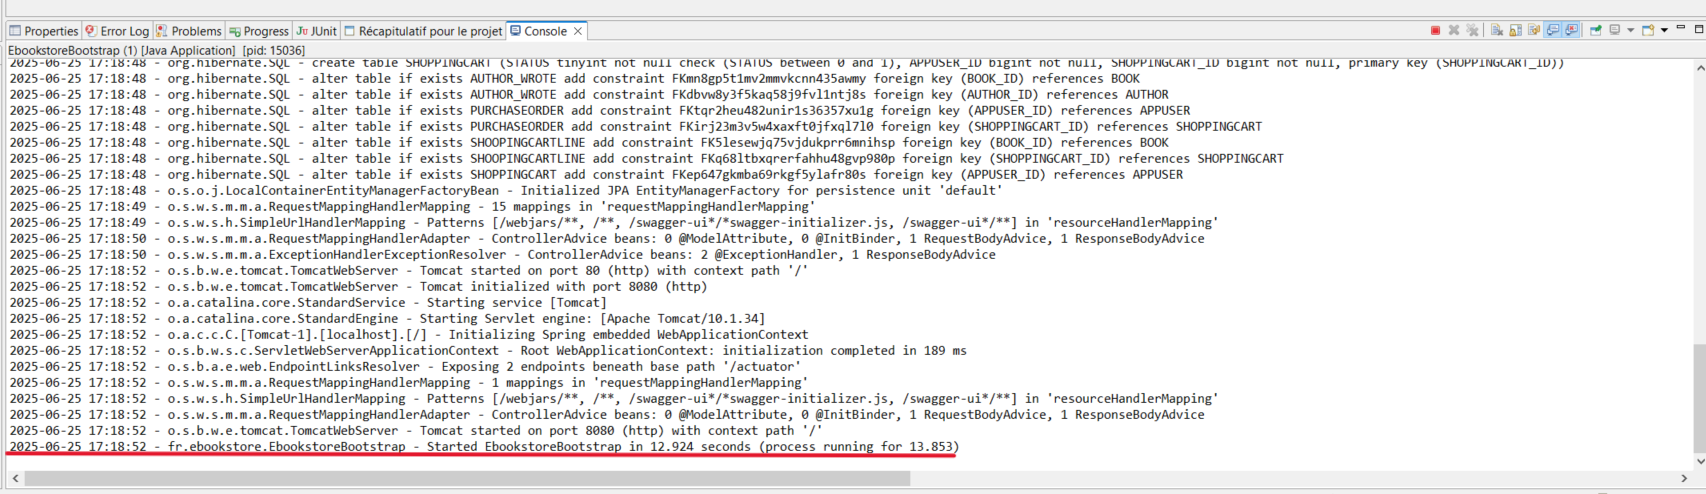 Properties Error Log Problems Progress JUnit Récapitulatif pour le projet Console
EbookstoreBootstrap (1) [Java Application] [pid: 15036]
2025-06-25 17:18:48 - org.hibernate.SQL - create table SHOPPINGCART (STATUS tinyint not null check (STATUS between 0 and 1), APPUSER_ID bigint not null, SHOPPINGCART_ID bigint not null, primary key (SHOPPINGCART_ID))
2025-06-25 17:18:48 - org.hibernate.SQL - alter table if exists AUTHOR_WROTE add constraint FKmn8gp5t1mv2mmvkcnn435awmy foreign key (BOOK_ID) references BOOK
2025-06-25 17:18:48 - org.hibernate.SQL - alter table if exists AUTHOR_WROTE add constraint FKdbvw8y3f5kaq58j9fvl1ntj8s foreign key (AUTHOR_ID) references AUTHOR
2025-06-25 17:18:48 - org.hibernate.SQL - alter table if exists PURCHASEORDER add constraint FKtqr2heu482unir1s36357xu1g foreign key (APPUSER_ID) references APPUSER
2025-06-25 17:18:48 - org.hibernate.SQL - alter table if exists PURCHASEORDER add constraint FKirj23m3v5w4xaxft0jfxql7l0 foreign key (SHOPPINGCART_ID) references SHOPPINGCART
2025-06-25 17:18:48 - org.hibernate.SQL - alter table if exists SHOOPINGCARTLINE add constraint FK5lesewjq75vjdukprr6mnihsp foreign key (BOOK_ID) references BOOK
2025-06-25 17:18:48 - org.hibernate.SQL - alter table if exists SHOOPINGCARTLINE add constraint FKq68ltbxqrerfahhu48gvp980p foreign key (SHOPPINGCART_ID) references SHOPPINGCART
2025-06-25 17:18:48 - org.hibernate.SQL - alter table if exists SHOPPINGCART add constraint FKep647gkmba69rkgf5ylafr80s foreign key (APPUSER_ID) references APPUSER
2025-06-25 17:18:48 - o.s.o.j.LocalContainerEntityManagerFactoryBean - Initialized JPA EntityManagerFactory for persistence unit 'default'
2025-06-25 17:18:49 - o.s.w.s.m.m.a.RequestMappingHandlerMapping - 15 mappings in 'requestMappingHandlerMapping'
2025-06-25 17:18:49 - o.s.w.s.h.SimpleUrlHandlerMapping - Patterns [/webjars/**, /**, /swagger-ui*/*swagger-initializer.js, /swagger-ui*/**] in 'resourceHandlerMapping'
2025-06-25 17:18:50 - o.s.w.s.m.m.a.RequestMappingHandlerAdapter - ControllerAdvice beans: 0 @ModelAttribute, 0 @InitBinder, 1 RequestBodyAdvice, 1 ResponseBodyAdvice
2025-06-25 17:18:50 - o.s.w.s.m.m.a.ExceptionHandlerExceptionResolver - ControllerAdvice beans: 2 @ExceptionHandler, 1 ResponseBodyAdvice
2025-06-25 17:18:52 - o.s.b.w.e.tomcat.TomcatWebServer - Tomcat started on port 80 (http) with context path '/'
2025-06-25 17:18:52 - o.s.b.w.e.tomcat.TomcatWebServer - Tomcat initialized with port 8080 (http)
2025-06-25 17:18:52 - o.a.catalina.core.StandardService - Starting service [Tomcat]
2025-06-25 17:18:52 - o.a.catalina.core.StandardEngine - Starting Servlet engine: [Apache Tomcat/10.1.34]
2025-06-25 17:18:52 - o.a.c.c.C.[Tomcat-1].[localhost].[/] - Initializing Spring embedded WebApplicationContext
2025-06-25 17:18:52 - o.s.b.w.s.c.ServletWebServerApplicationContext - Root WebApplicationContext: initialization completed in 189 ms
2025-06-25 17:18:52 - o.s.b.a.e.web.EndpointLinksResolver - Exposing 2 endpoints beneath base path '/actuator'
2025-06-25 17:18:52 - o.s.w.s.m.m.a.RequestMappingHandlerMapping - 1 mappings in 'requestMappingHandlerMapping'
2025-06-25 17:18:52 - o.s.w.s.h.SimpleUrlHandlerMapping - Patterns [/webjars/**, /**, /swagger-ui*/*swagger-initializer.js, /swagger-ui*/**] in 'resourceHandlerMapping'
2025-06-25 17:18:52 - o.s.w.s.m.m.a.RequestMappingHandlerAdapter - ControllerAdvice beans: 0 @ModelAttribute, 0 @InitBinder, 1 RequestBodyAdvice, 1 ResponseBodyAdvice
2025-06-25 17:18:52 - o.s.b.w.e.tomcat.TomcatWebServer - Tomcat started on port 8080 (http) with context path '/'
2025-06-25 17:18:52 - fr.ebookstore.EbookstoreBootstrap - Started EbookstoreBootstrap in 12.924 seconds (process running for 13.853)